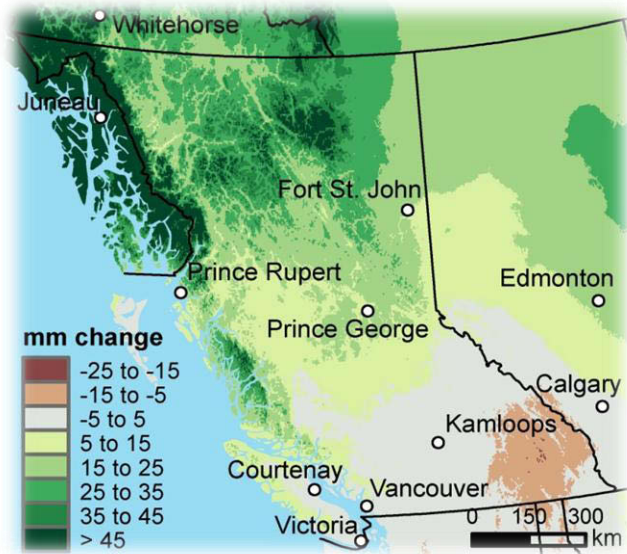 Whitehorse
Juneau
Fort St. John
Prince Rupert
Edmonton
Prince George
mm change
-25 to -15
-15 to -5
-5 to 5
5 to 15
15 to 25
25 to 35
35 to 45
> 45
Calgary
Kamloops
Courtenay
Vancouver
Victoria
0 150 300
km